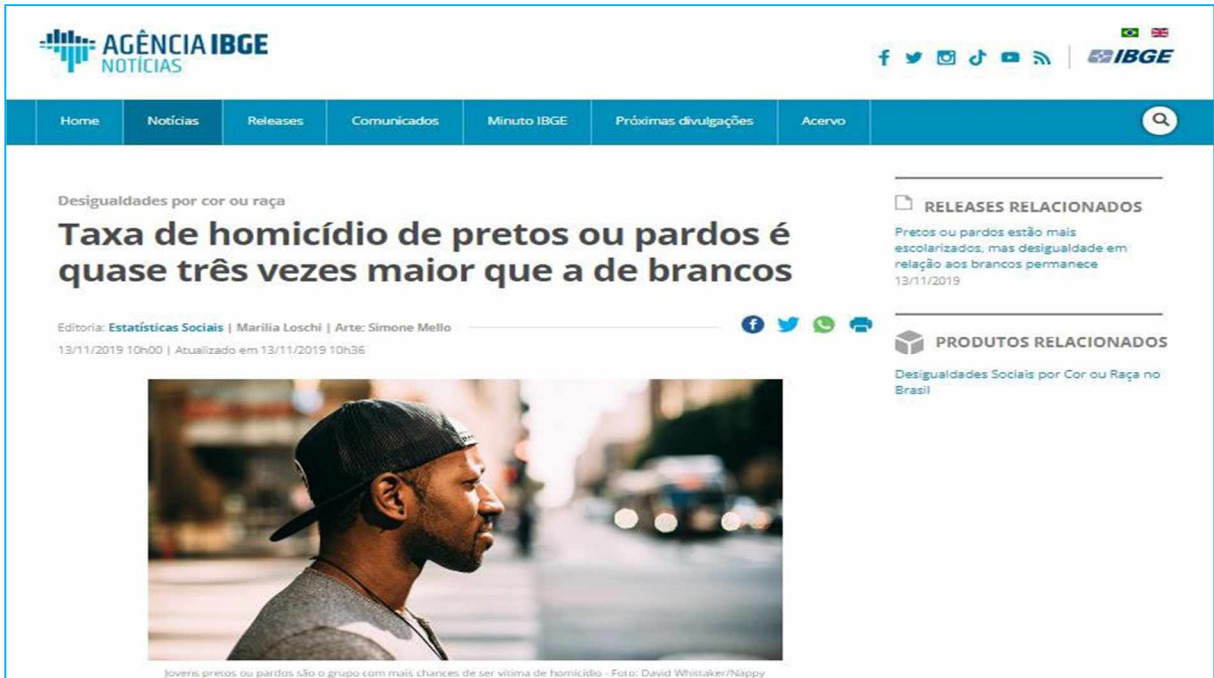 AGÊNCIA IBGE
NOTÍCIAS
IBGE
Home Notícias Releases Comunicados Minuto IBGE Próximas divulgações Acervo
Desigualdades por cor ou raça
Taxa de homicídio de pretos ou pardos é
quase três vezes maior que a de brancos
Editoria: Estatísticas Sociais | Marília Loschi | Arte: Simone Mello
13/11/2019 10h00 | Atualizado em 13/11/2019 10h36
Jovens pretos ou pardos são o grupo com mais chances de ser vítima de homicídio - Foto: David Whittaker/Nappy
RELEASES RELACIONADOS
Pretos ou pardos estão mais
escolarizados, mas desigualdade em
relação aos brancos permanece
13/11/2019
PRODUTOS RELACIONADOS
Desigualdades Sociais por Cor ou Raça no
Brasil